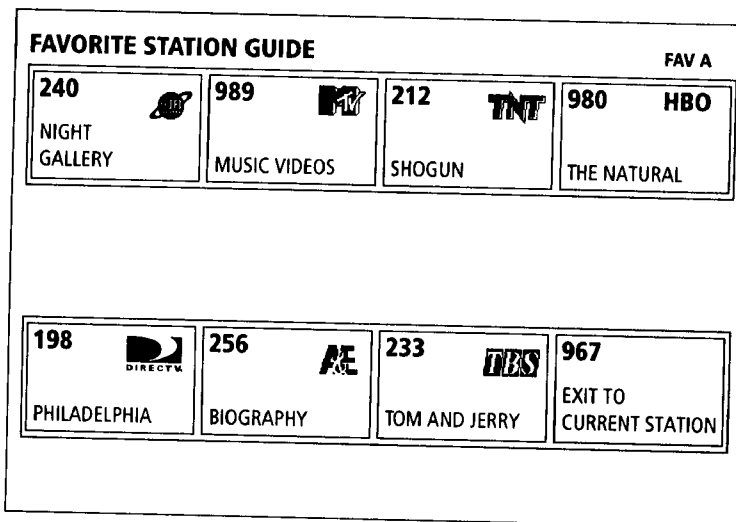 FAVORITE STATION GUIDE
FAV A
240
NIGHT
GALLERY
989 MTV
MUSIC VIDEOS
212 TNT
SHOGUN
980 HBO
THE NATURAL
198 DIRECTV
PHILADELPHIA
256 A&E
BIOGRAPHY
233 TBS
TOM AND JERRY
967
EXIT TO
CURRENT STATION